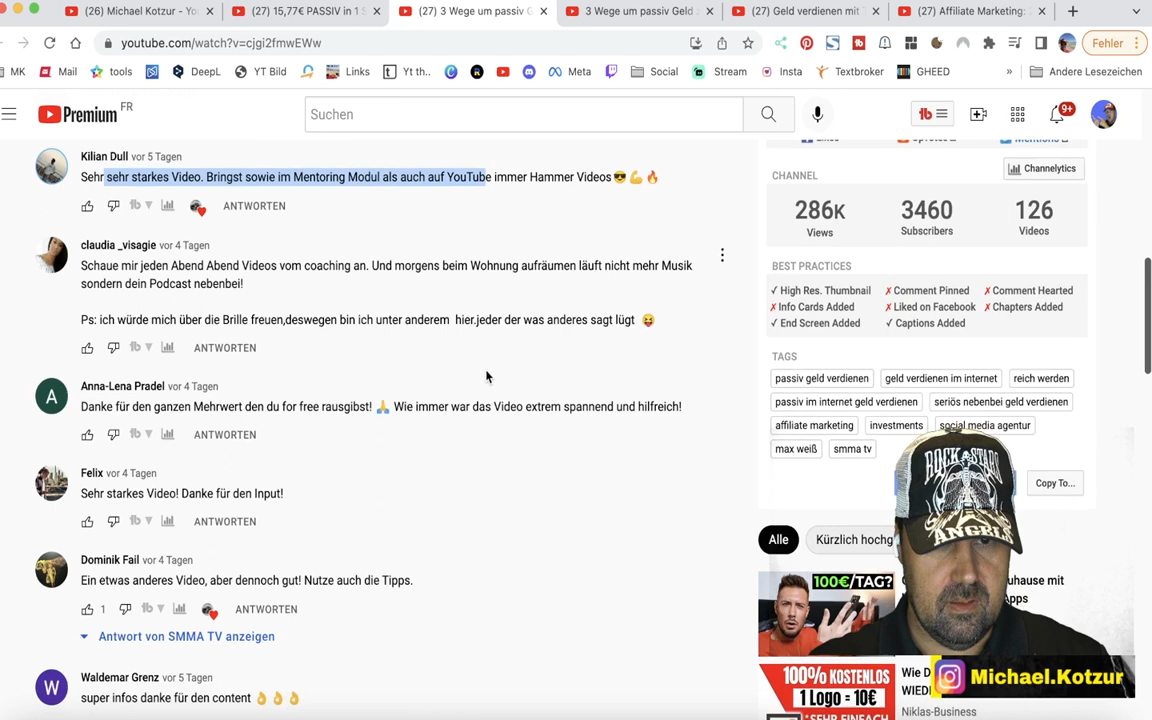 (26) Michael Kotzur - Yo
(27) 15,77€ PASSIV in 1 S
(27) 3 Wege um passiv G
3 Wege um passiv Geld
(27) Geld verdienen mit
(27) Affiliate Marketing:
youtube.com/watch?v=cjgi2fmwEWw
Fehler
MK
Mail
tools
DeepL
YT Bild
Links
Yt th..
Meta
Social
Stream
Insta
Textbroker
GHEED
»
Andere Lesezeichen
Premium FR
Suchen
tb
9+
Kilian Dull vor 5 Tagen
Sehr sehr starkes Video. Bringst sowie im Mentoring Modul als auch auf YouTube immer Hammer Videos 😎💪🔥
ANTWORTEN
claudia _visagie vor 4 Tagen
Schaue mir jeden Abend Abend Videos vom coaching an. Und morgens beim Wohnung aufräumen läuft nicht mehr Musik
sondern dein Podcast nebenbei!
Ps: ich würde mich über die Brille freuen,deswegen bin ich unter anderem hier.jeder der was anderes sagt lügt 😝
ANTWORTEN
Anna-Lena Pradel vor 4 Tagen
A
Danke für den ganzen Mehrwert den du for free rausgibst! 🙏 Wie immer war das Video extrem spannend und hilfreich!
ANTWORTEN
Felix vor 4 Tagen
Sehr starkes Video! Danke für den Input!
ANTWORTEN
Dominik Fail vor 4 Tagen
Ein etwas anderes Video, aber dennoch gut! Nutze auch die Tipps.
1
ANTWORTEN
Antwort von SMMA TV anzeigen
Waldemar Grenz vor 5 Tagen
W
super infos danke für den content 👌👌👌
CHANNEL
Channelytics
286K 3460 126
Views Subscribers Videos
BEST PRACTICES
✓ High Res. Thumbnail ✗ Comment Pinned ✗ Comment Hearted
✗ Info Cards Added ✗ Liked on Facebook ✗ Chapters Added
✓ End Screen Added ✓ Captions Added
TAGS
passiv geld verdienen geld verdienen im internet reich werden
passiv im internet geld verdienen seriös nebenbei geld verdienen
affiliate marketing investments social media agentur
max weiß smma tv
Copy To...
Alle
Kürzlich hochg
ROCK STARS
ANGELS
100€/TAG?
uhause mit
pps
100% KOSTENLOS
1 Logo = 10€
*SEHR EINFACH
Wie D
WIED
Niklas-Business
Michael.Kotzur